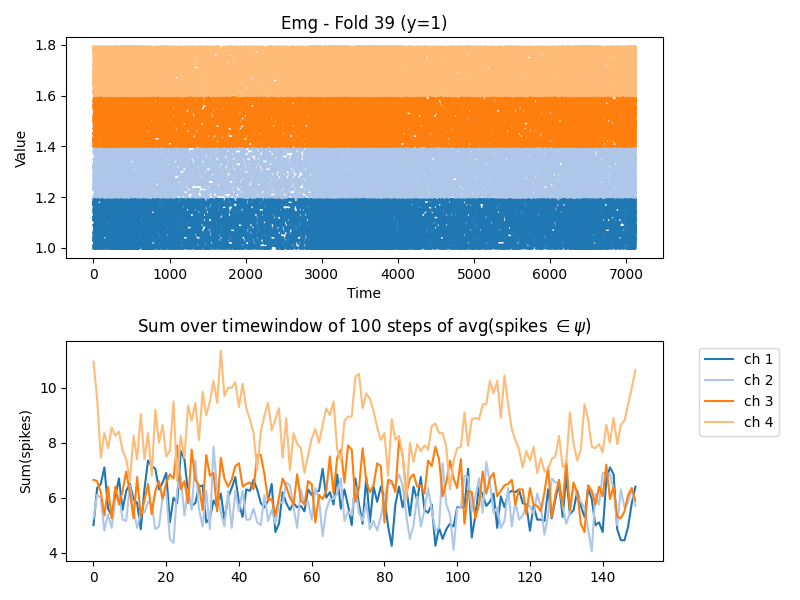 Emg - Fold 39 (y=1)
1.8
1.6
1.4
1.2
1.0
Value
0 1000 2000 3000 4000 5000 6000 7000
Time
Sum over timewindow of 100 steps of avg(spikes ∈ψ)
10
8
6
4
Sum(spikes)
0 20 40 60 80 100 120 140
ch 1
ch 2
ch 3
ch 4